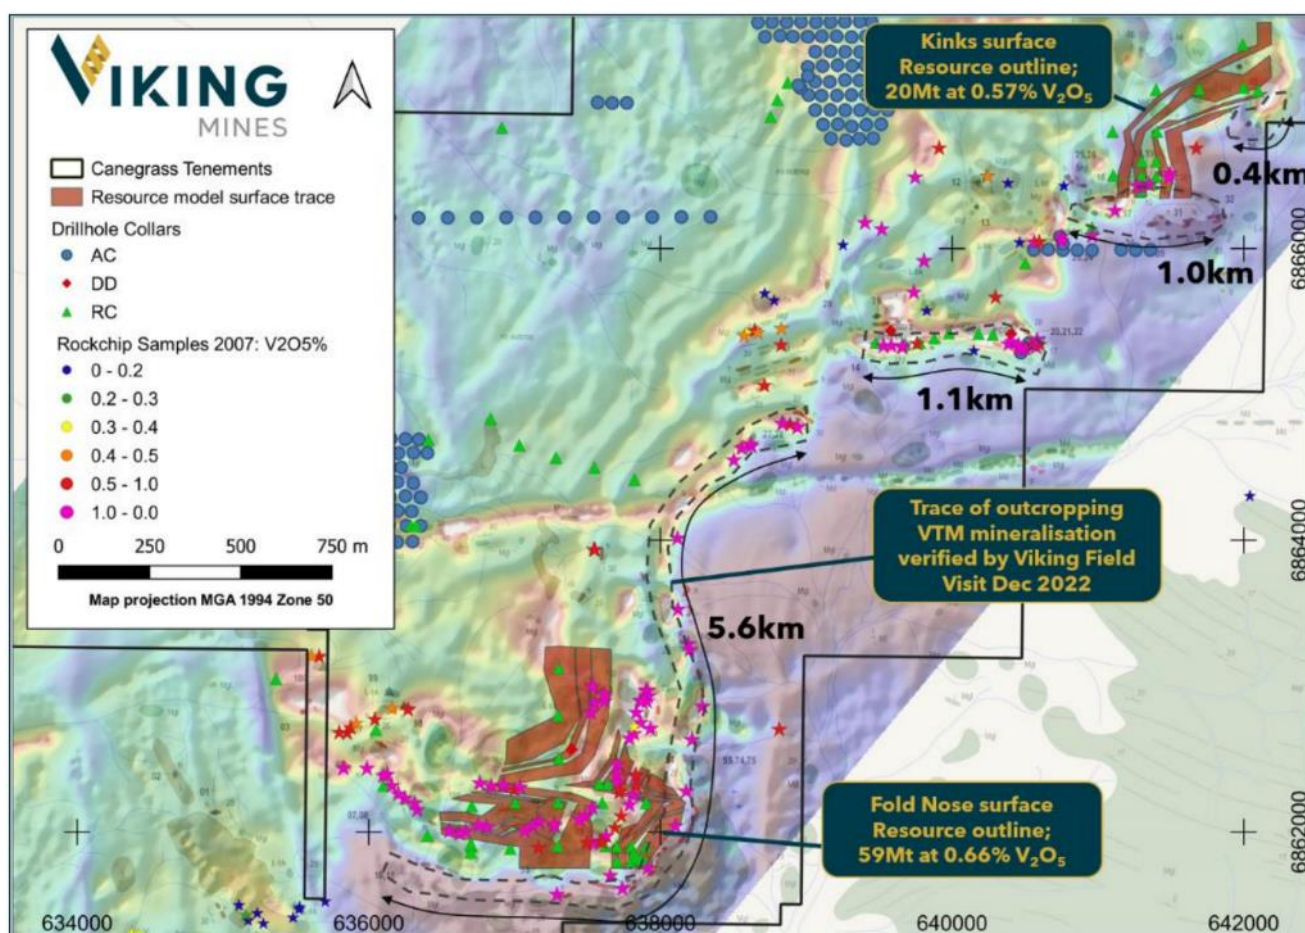 VIKING
MINES
Canegrass Tenements
Resource model surface trace
Drillhole Collars
AC
DD
RC
Rockchip Samples 2007: V2O5%
0 - 0.2
0.2 - 0.3
0.3 - 0.4
0.4 - 0.5
0.5 - 1.0
1.0 - 0.0
0 250 500 750 m
Map projection MGA 1994 Zone 50
Kinks surface
Resource outline;
20Mt at 0.57% V₂O₅
0.4km
1.0km
1.1km
Trace of outcropping
VTM mineralisation
verified by Viking Field
Visit Dec 2022
5.6km
Fold Nose surface
Resource outline;
59Mt at 0.66% V₂O₅
6866000
6864000
6862000
634000 636000 638000 640000 642000